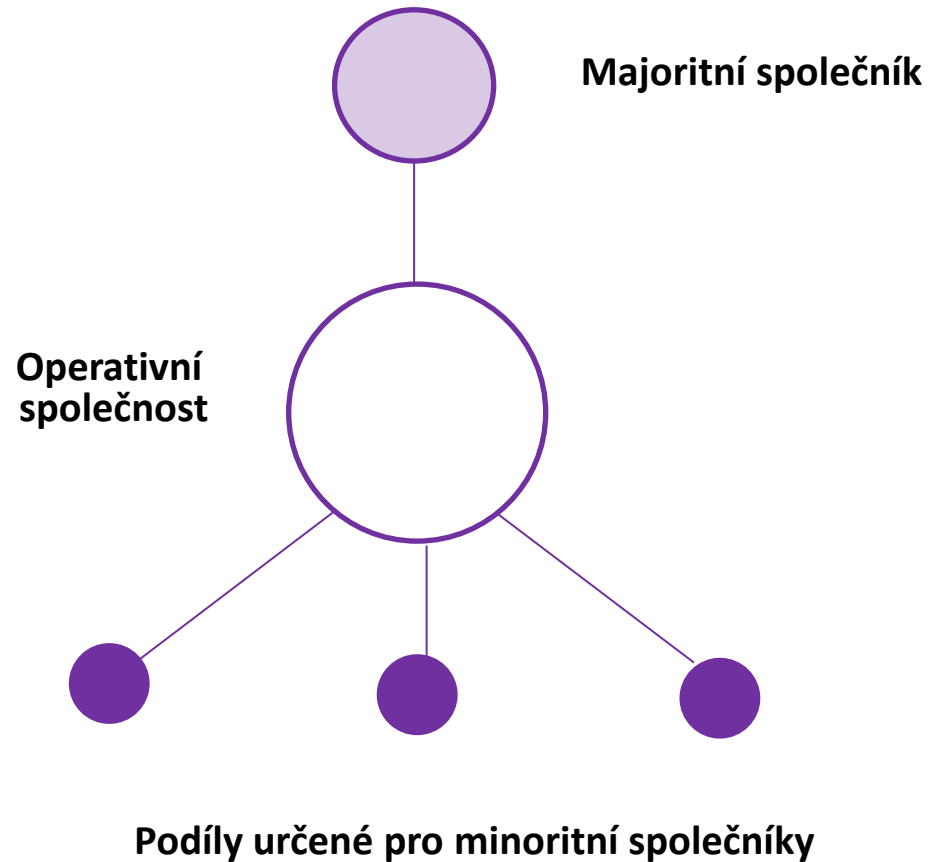 Majoritní společník
Operativní
společnost
Podíly určené pro minoritní společníky